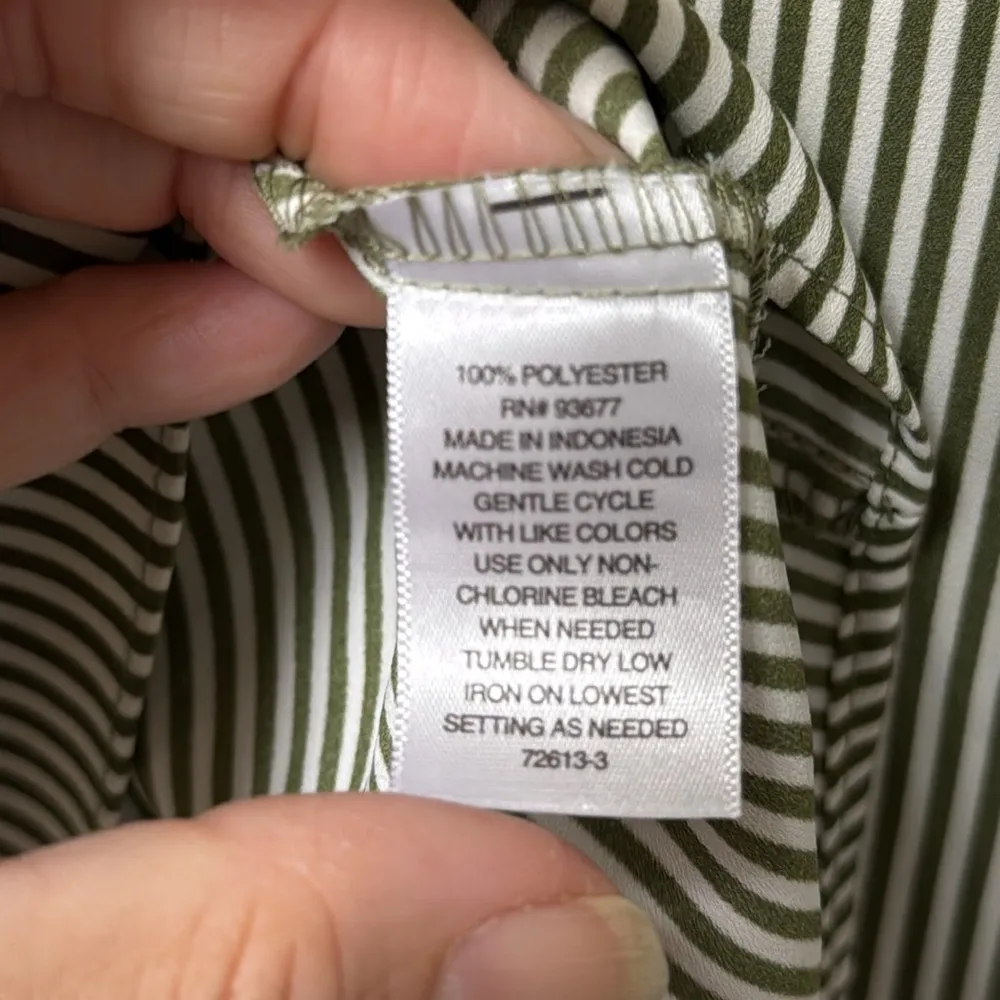 100% POLYESTER
RN# 93677
MADE IN INDONESIA
MACHINE WASH COLD
GENTLE CYCLE
WITH LIKE COLORS
USE ONLY NON-
CHLORINE BLEACH
WHEN NEEDED
TUMBLE DRY LOW
IRON ON LOWEST
SETTING AS NEEDED
72613-3